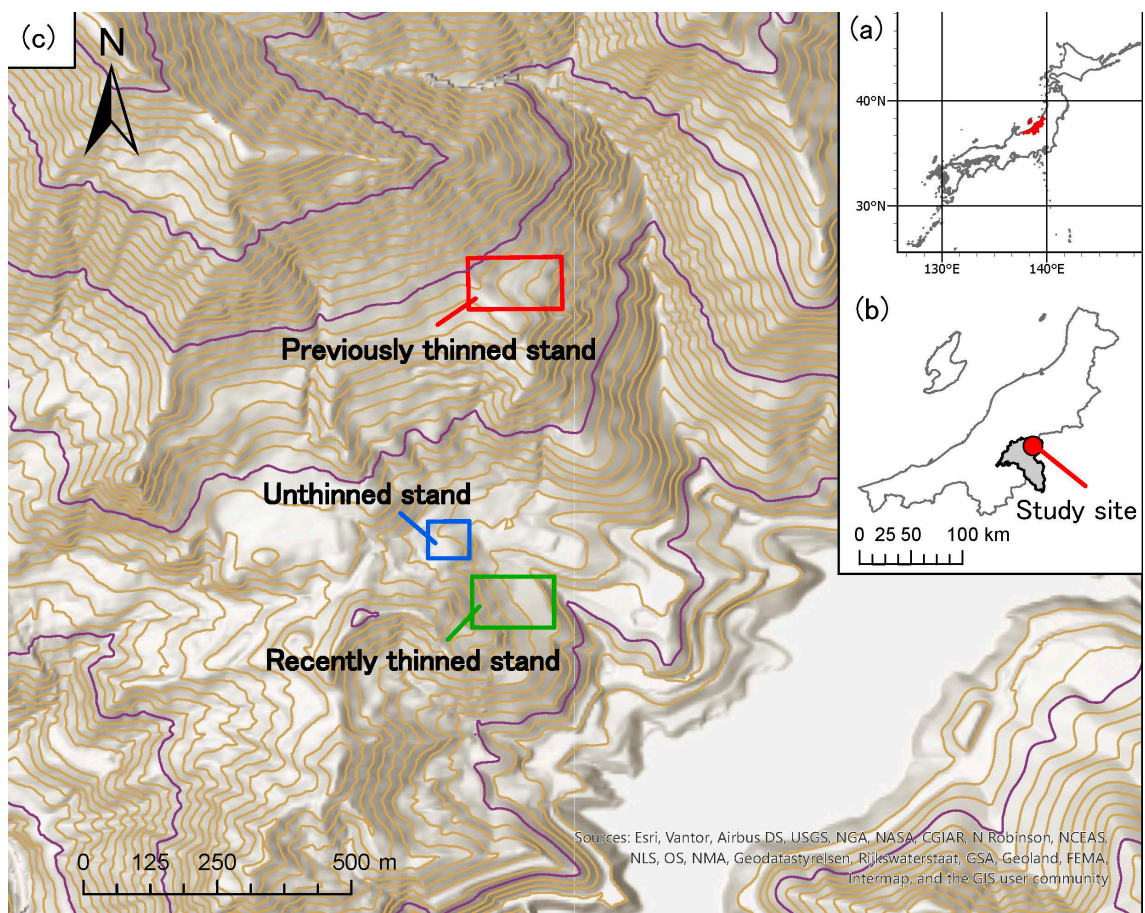 (c)
N
Previously thinned stand
Unthinned stand
Recently thinned stand
0 125 250 500 m
Sources: Esri, Vantor, Airbus DS, USGS, NGA, NASA, CGIAR, N Robinson, NCEAS,
NLS, OS, NMA, Geodatastyrelsen, Rijkswaterstaat, GSA, Geoland, FEMA,
Intermap, and the GIS user community
(a)
40°N
30°N
130°E 140°E
(b)
Study site
0 25 50 100 km